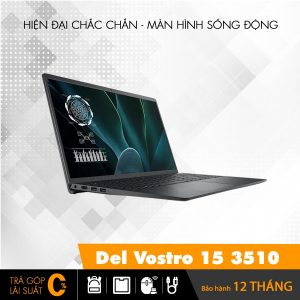 HIỆN ĐẠI CHẮC CHẮN - MÀN HÌNH SỐNG ĐỘNG
Del Vostro 15 3510
TRẢ GÓP
LÃI SUẤT
Bảo hành 12 THÁNG